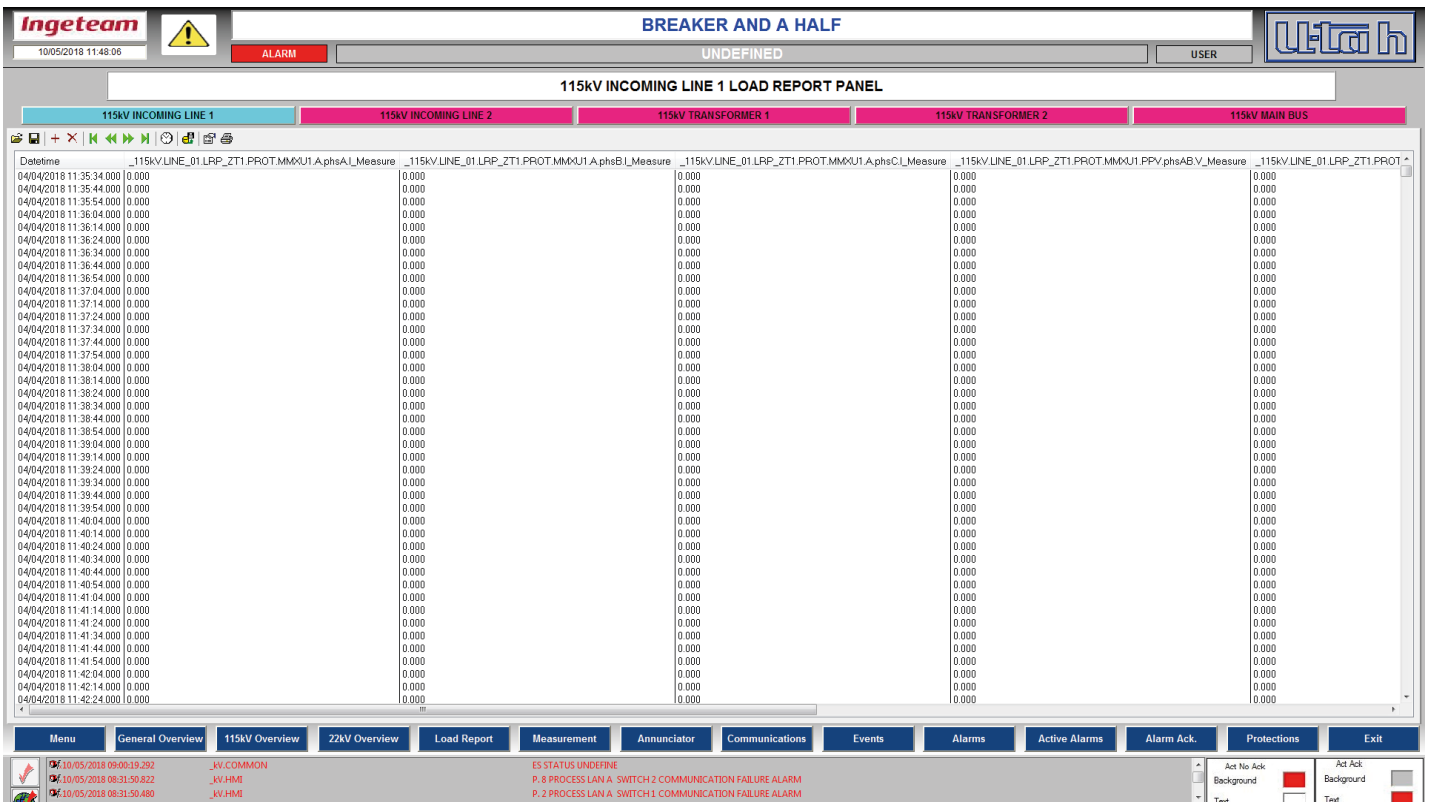 Ingeteam
BREAKER AND A HALF
10/05/2018 11:48:06
ALARM UNDEFINED USER
U-tah
115kV INCOMING LINE 1 LOAD REPORT PANEL
115kV INCOMING LINE 1 115kV INCOMING LINE 2 115kV TRANSFORMER 1 115kV TRANSFORMER 2 115kV MAIN BUS
Datetime _115kV.LINE_01.LRP_ZT1.PROT.MMXU1.A.phsA.I_Measure _115kV.LINE_01.LRP_ZT1.PROT.MMXU1.A.phsB.I_Measure _115kV.LINE_01.LRP_ZT1.PROT.MMXU1.A.phsC.I_Measure _115kV.LINE_01.LRP_ZT1.PROT.MMXU1.PPV.phsAB.V_Measure _115kV.LINE_01.LRP_ZT1.PROT
04/04/2018 11:35:34.000 0.000 0.000 0.000 0.000 0.000
04/04/2018 11:35:44.000 0.000 0.000 0.000 0.000 0.000
04/04/2018 11:35:54.000 0.000 0.000 0.000 0.000 0.000
04/04/2018 11:36:04.000 0.000 0.000 0.000 0.000 0.000
04/04/2018 11:36:14.000 0.000 0.000 0.000 0.000 0.000
04/04/2018 11:36:24.000 0.000 0.000 0.000 0.000 0.000
04/04/2018 11:36:34.000 0.000 0.000 0.000 0.000 0.000
04/04/2018 11:36:44.000 0.000 0.000 0.000 0.000 0.000
04/04/2018 11:36:54.000 0.000 0.000 0.000 0.000 0.000
04/04/2018 11:37:04.000 0.000 0.000 0.000 0.000 0.000
04/04/2018 11:37:14.000 0.000 0.000 0.000 0.000 0.000
04/04/2018 11:37:24.000 0.000 0.000 0.000 0.000 0.000
04/04/2018 11:37:34.000 0.000 0.000 0.000 0.000 0.000
04/04/2018 11:37:44.000 0.000 0.000 0.000 0.000 0.000
04/04/2018 11:37:54.000 0.000 0.000 0.000 0.000 0.000
04/04/2018 11:38:04.000 0.000 0.000 0.000 0.000 0.000
04/04/2018 11:38:14.000 0.000 0.000 0.000 0.000 0.000
04/04/2018 11:38:24.000 0.000 0.000 0.000 0.000 0.000
04/04/2018 11:38:34.000 0.000 0.000 0.000 0.000 0.000
04/04/2018 11:38:44.000 0.000 0.000 0.000 0.000 0.000
04/04/2018 11:38:54.000 0.000 0.000 0.000 0.000 0.000
04/04/2018 11:39:04.000 0.000 0.000 0.000 0.000 0.000
04/04/2018 11:39:14.000 0.000 0.000 0.000 0.000 0.000
04/04/2018 11:39:24.000 0.000 0.000 0.000 0.000 0.000
04/04/2018 11:39:34.000 0.000 0.000 0.000 0.000 0.000
04/04/2018 11:39:44.000 0.000 0.000 0.000 0.000 0.000
04/04/2018 11:39:54.000 0.000 0.000 0.000 0.000 0.000
04/04/2018 11:40:04.000 0.000 0.000 0.000 0.000 0.000
04/04/2018 11:40:14.000 0.000 0.000 0.000 0.000 0.000
04/04/2018 11:40:24.000 0.000 0.000 0.000 0.000 0.000
04/04/2018 11:40:34.000 0.000 0.000 0.000 0.000 0.000
04/04/2018 11:40:44.000 0.000 0.000 0.000 0.000 0.000
04/04/2018 11:40:54.000 0.000 0.000 0.000 0.000 0.000
04/04/2018 11:41:04.000 0.000 0.000 0.000 0.000 0.000
04/04/2018 11:41:14.000 0.000 0.000 0.000 0.000 0.000
04/04/2018 11:41:24.000 0.000 0.000 0.000 0.000 0.000
04/04/2018 11:41:34.000 0.000 0.000 0.000 0.000 0.000
04/04/2018 11:41:44.000 0.000 0.000 0.000 0.000 0.000
04/04/2018 11:41:54.000 0.000 0.000 0.000 0.000 0.000
04/04/2018 11:42:04.000 0.000 0.000 0.000 0.000 0.000
04/04/2018 11:42:14.000 0.000 0.000 0.000 0.000 0.000
04/04/2018 11:42:24.000 0.000 0.000 0.000 0.000 0.000
Menu General Overview 115kV Overview 22kV Overview Load Report Measurement Annunciator Communications Events Alarms Active Alarms Alarm Ack. Protections Exit
10/05/2018 09:00:19.292 _kV.COMMON ES STATUS UNDEFINE
10/05/2018 08:31:50.822 _kV.HMI P. 8 PROCESS LAN A SWITCH 2 COMMUNICATION FAILURE ALARM
10/05/2018 08:31:50.480 _kV.HMI P. 2 PROCESS LAN A SWITCH 1 COMMUNICATION FAILURE ALARM
Act No Ack Act Ack
Background Background
Text Text